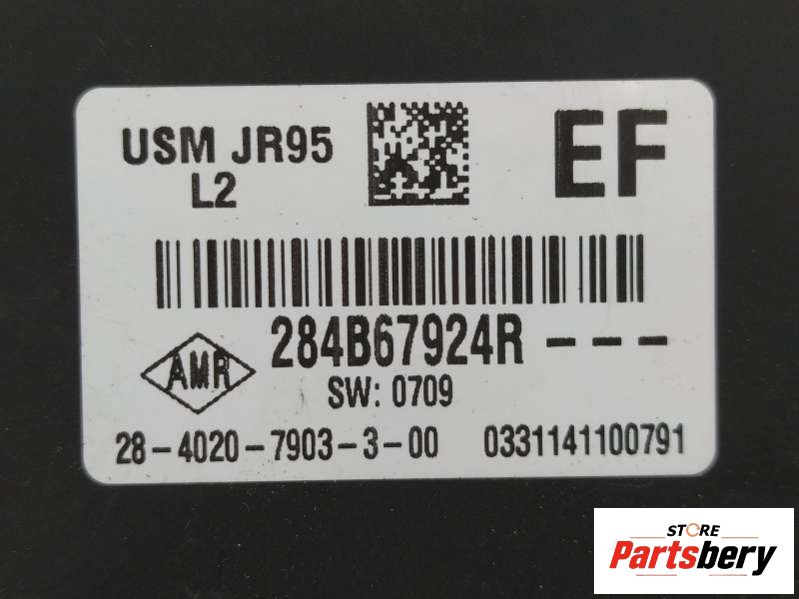 USM JR95
L2
EF
284B67924R ---
AMR
SW: 0709
28-4020-7903-3-00 0331141100791
STORE
Partsbery